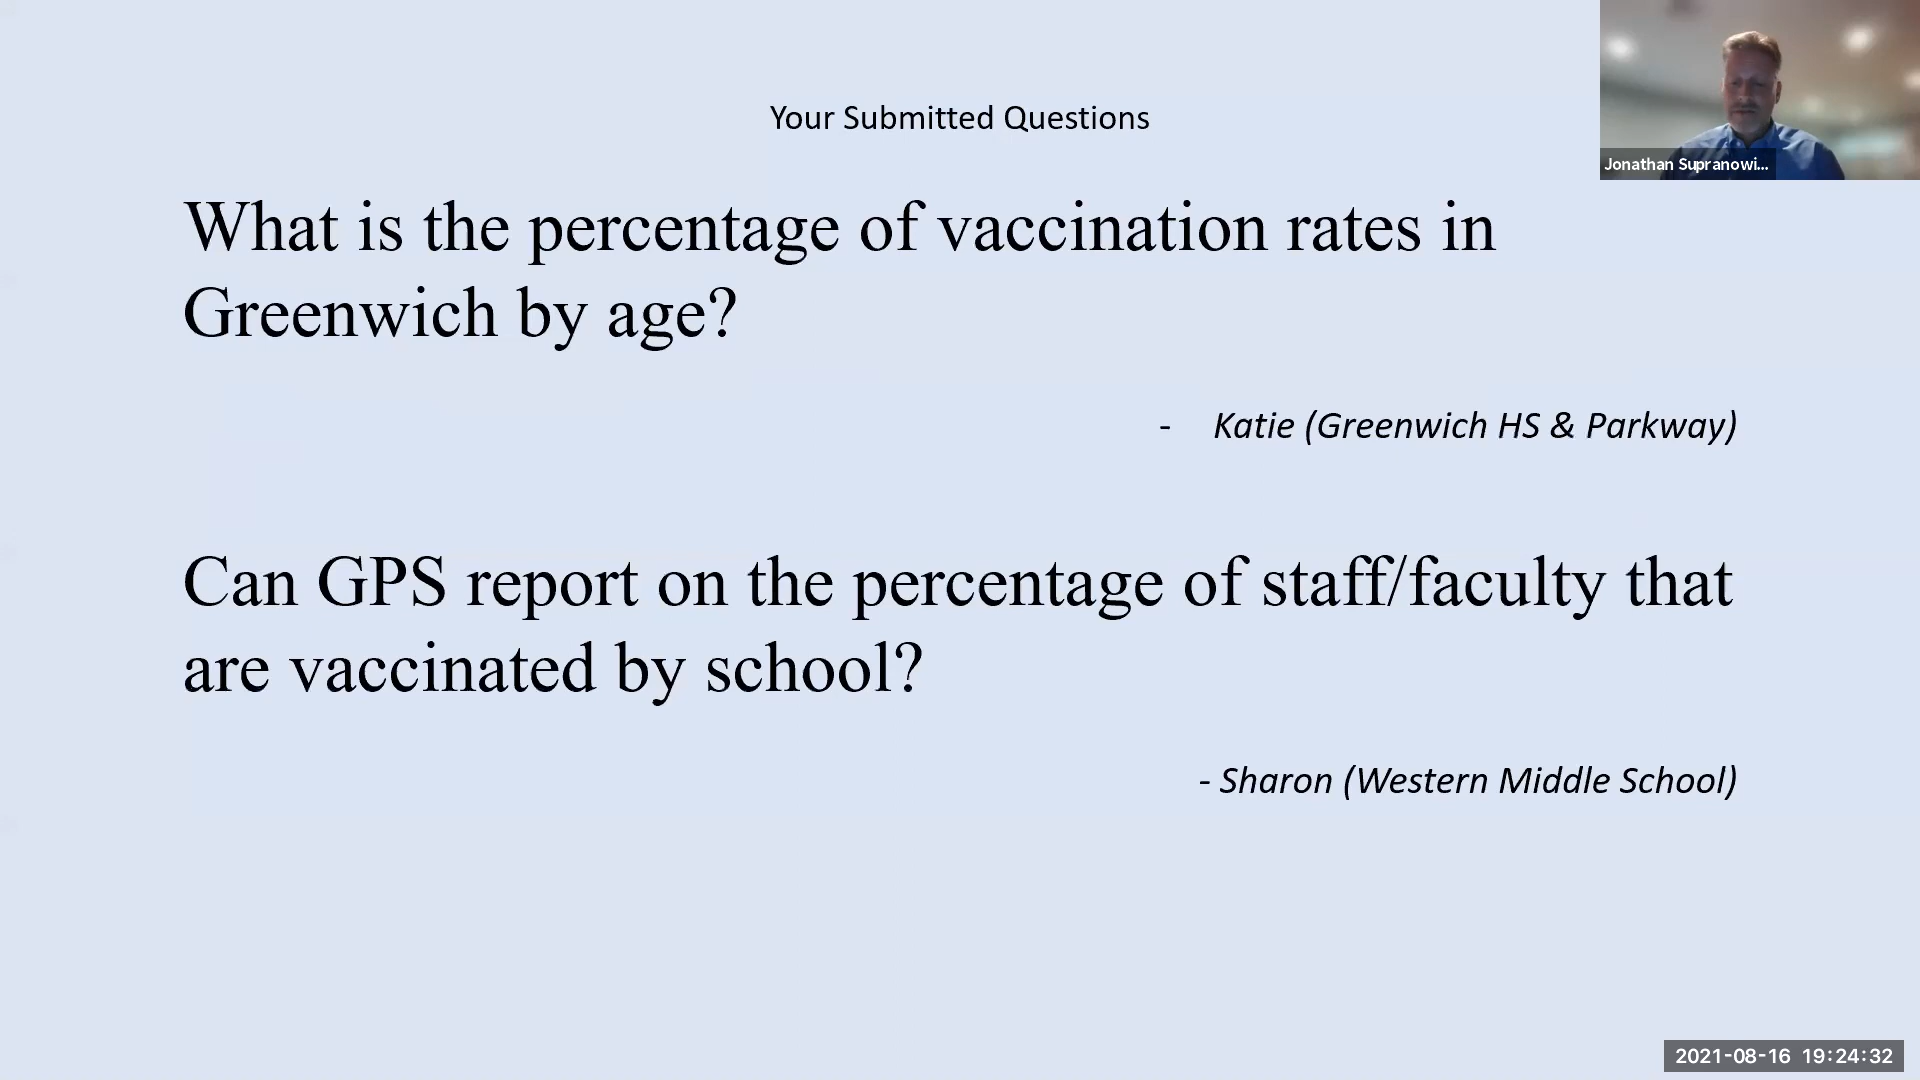 Your Submitted Questions
Jonathan Supranowi...
What is the percentage of vaccination rates in
Greenwich by age?
- Katie (Greenwich HS & Parkway)
Can GPS report on the percentage of staff/faculty that
are vaccinated by school?
- Sharon (Western Middle School)
2021-08-16 19:24:32